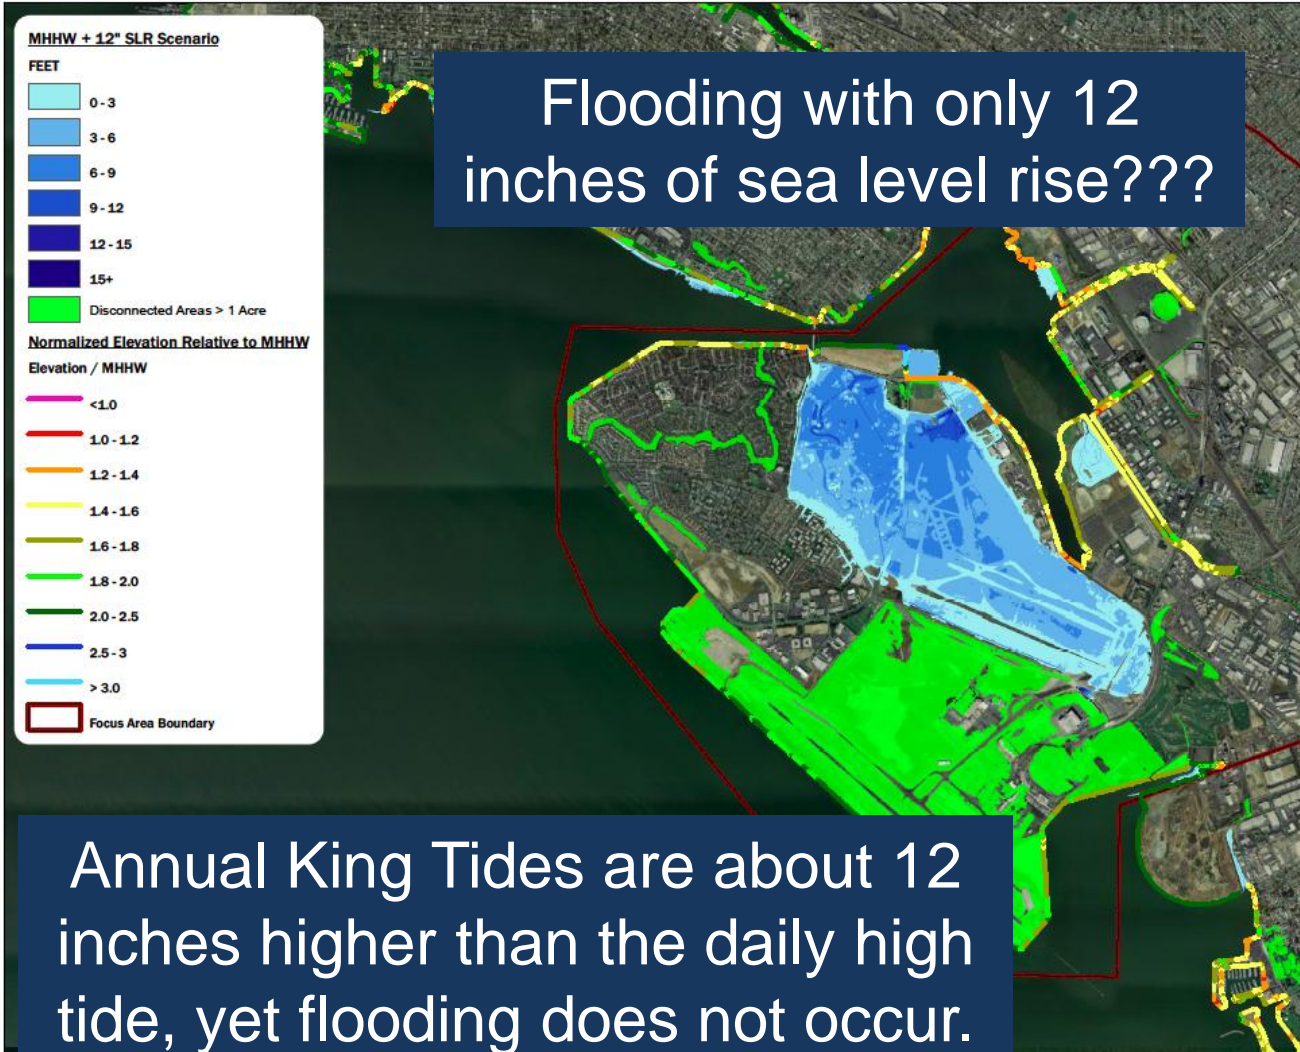 MHHW + 12" SLR Scenario
FEET
0 - 3
3 - 6
6 - 9
9 - 12
12 - 15
15+
Disconnected Areas > 1 Acre
Normalized Elevation Relative to MHHW
Elevation / MHHW
<1.0
1.0 - 1.2
1.2 - 1.4
1.4 - 1.6
1.6 - 1.8
1.8 - 2.0
2.0 - 2.5
2.5 - 3
> 3.0
Focus Area Boundary
Flooding with only 12
inches of sea level rise???
Annual King Tides are about 12
inches higher than the daily high
tide, yet flooding does not occur.